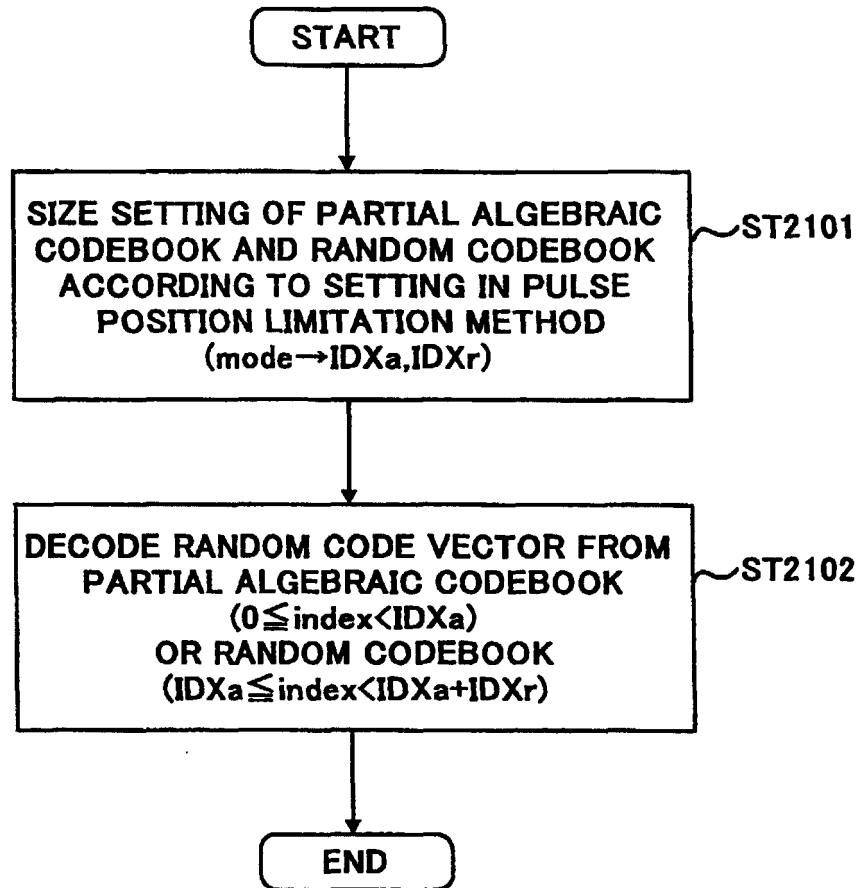 START
SIZE SETTING OF PARTIAL ALGEBRAIC
CODEBOOK AND RANDOM CODEBOOK
ACCORDING TO SETTING IN PULSE
POSITION LIMITATION METHOD
(mode→IDXa,IDXr)
ST2101
DECODE RANDOM CODE VECTOR FROM
PARTIAL ALGEBRAIC CODEBOOK
(0≦index<IDXa)
OR RANDOM CODEBOOK
(IDXa≦index<IDXa+IDXr)
ST2102
END